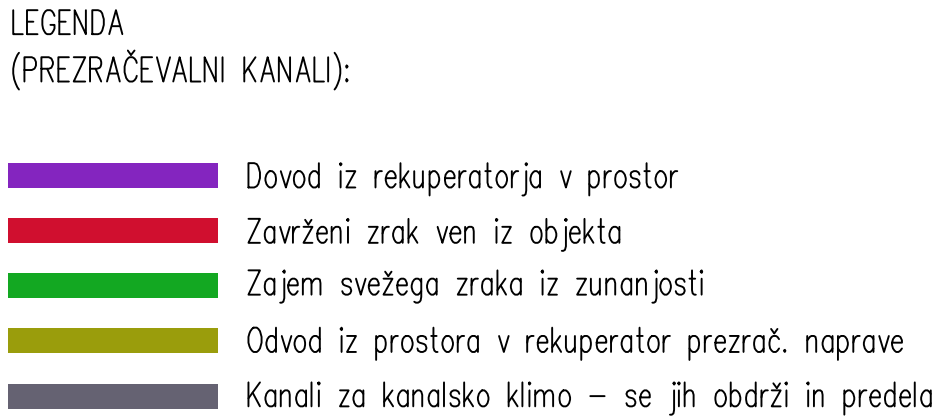 LEGENDA
(PREZRAČEVALNI KANALI):
Dovod iz rekuperatorja v prostor
Zavrženi zrak ven iz objekta
Zajem svežega zraka iz zunanjosti
Odvod iz prostora v rekuperator prezrač. naprave
Kanali za kanalsko klimo – se jih obdrži in predela